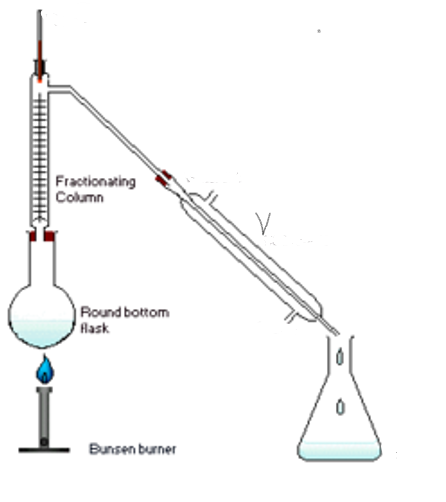 Fractionating
Column
V
Round bottom
flask
Bunsen burner